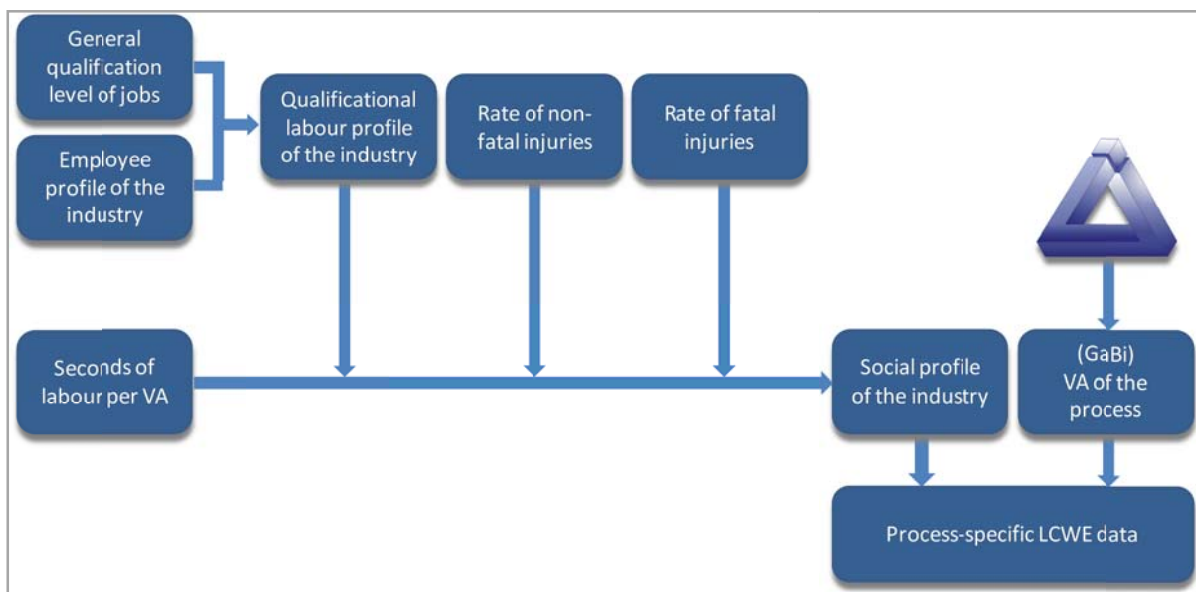 General
qualification
level of jobs
Employee
profile of the
industry
Qualificational
labour profile
of the industry
Rate of non-
fatal injuries
Rate of fatal
injuries
Seconds of
labour per VA
Social profile
of the industry
(GaBi)
VA of the
process
Process-specific LCWE data